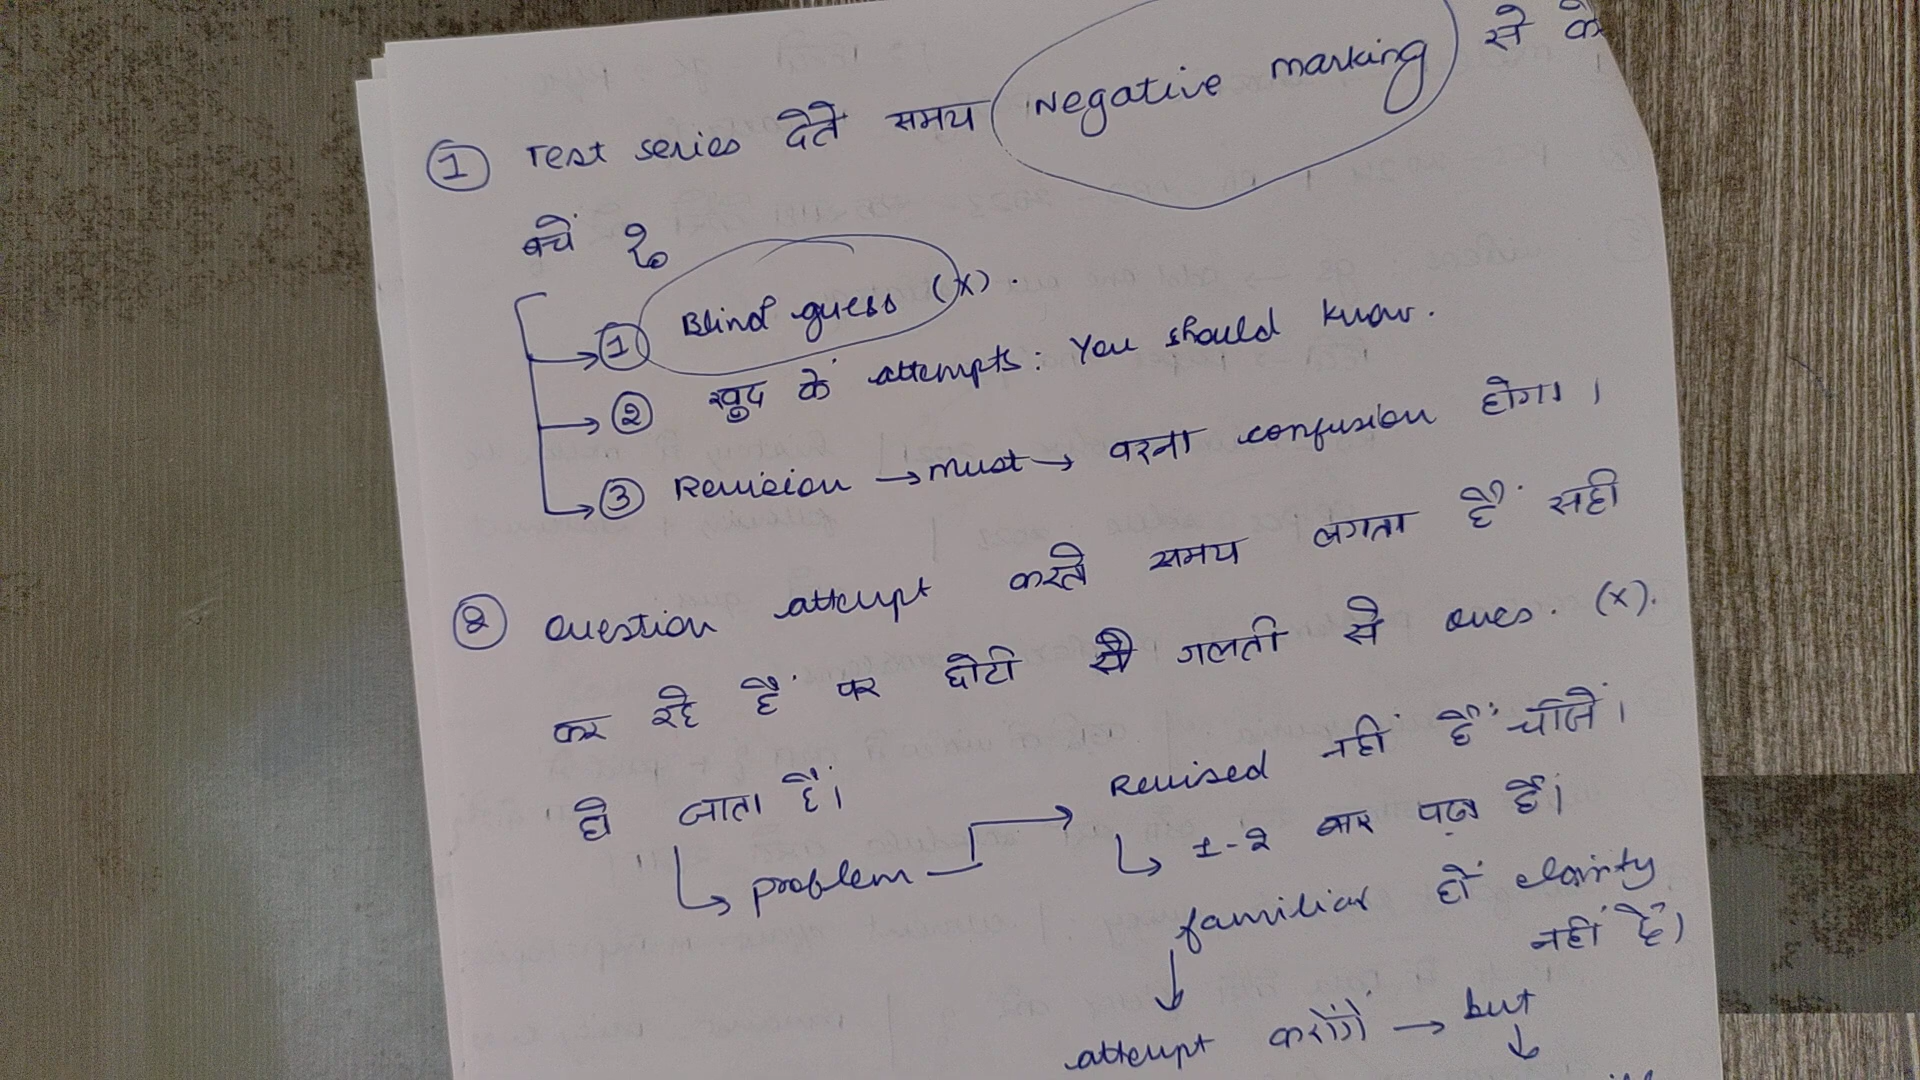 ① Test series देते समय Negative marking से
बचें ?
① Blind guess (x).
② खुद के attempts: You should know.
③ Revision → must → वरना confusion होगा।
② Question attempt करते समय लगता हैं सही
कर रहे हैं पर छोटी सी गलती से ques. (x).
हो जाता हैं।
problem → Revised नहीं हैं चीजें।
1-2 बार पढ़ा हैं।
familiar हो clarity
नहीं हैं।
attempt करोगे → but